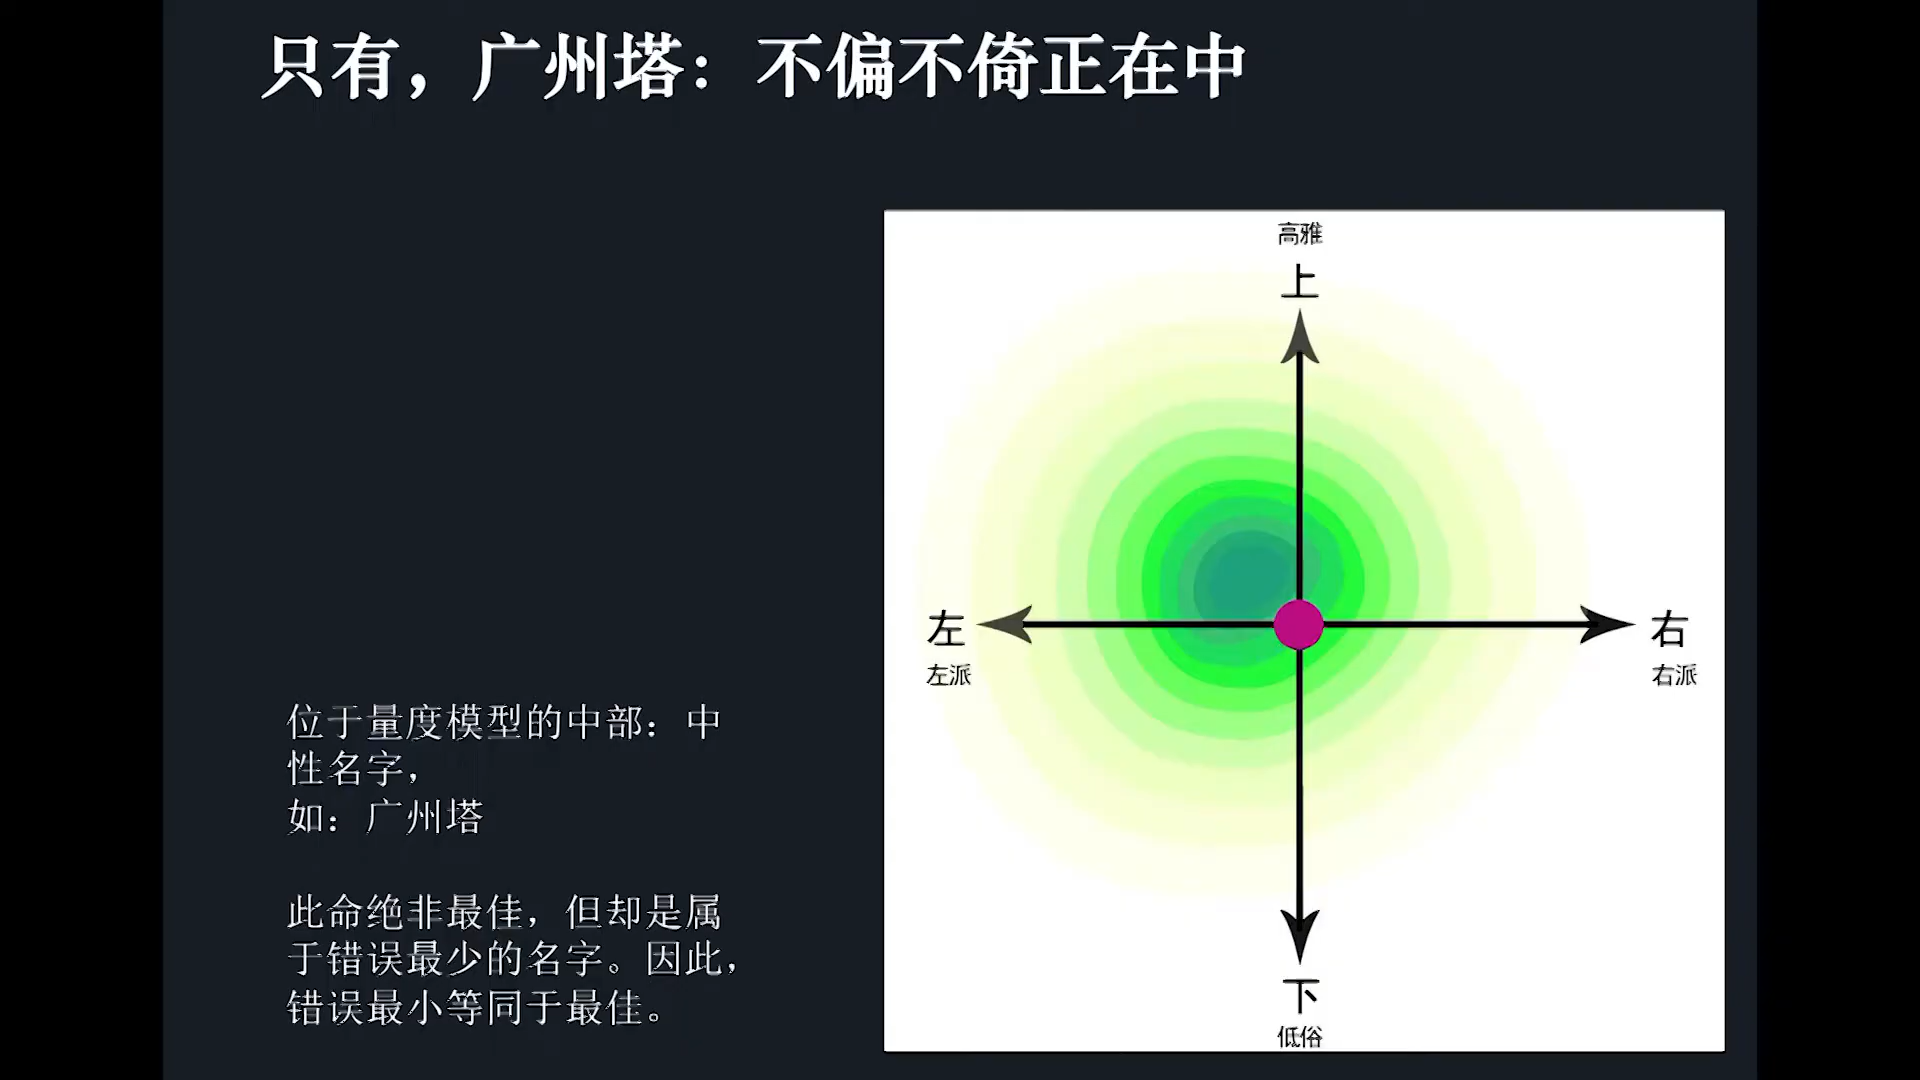 只有，广州塔：不偏不倚正在中
高雅
上
左
左派
右
右派
下
低俗
位于量度模型的中部：中
性名字，
如：广州塔
此命绝非最佳，但却是属
于错误最少的名字。因此，
错误最小等同于最佳。